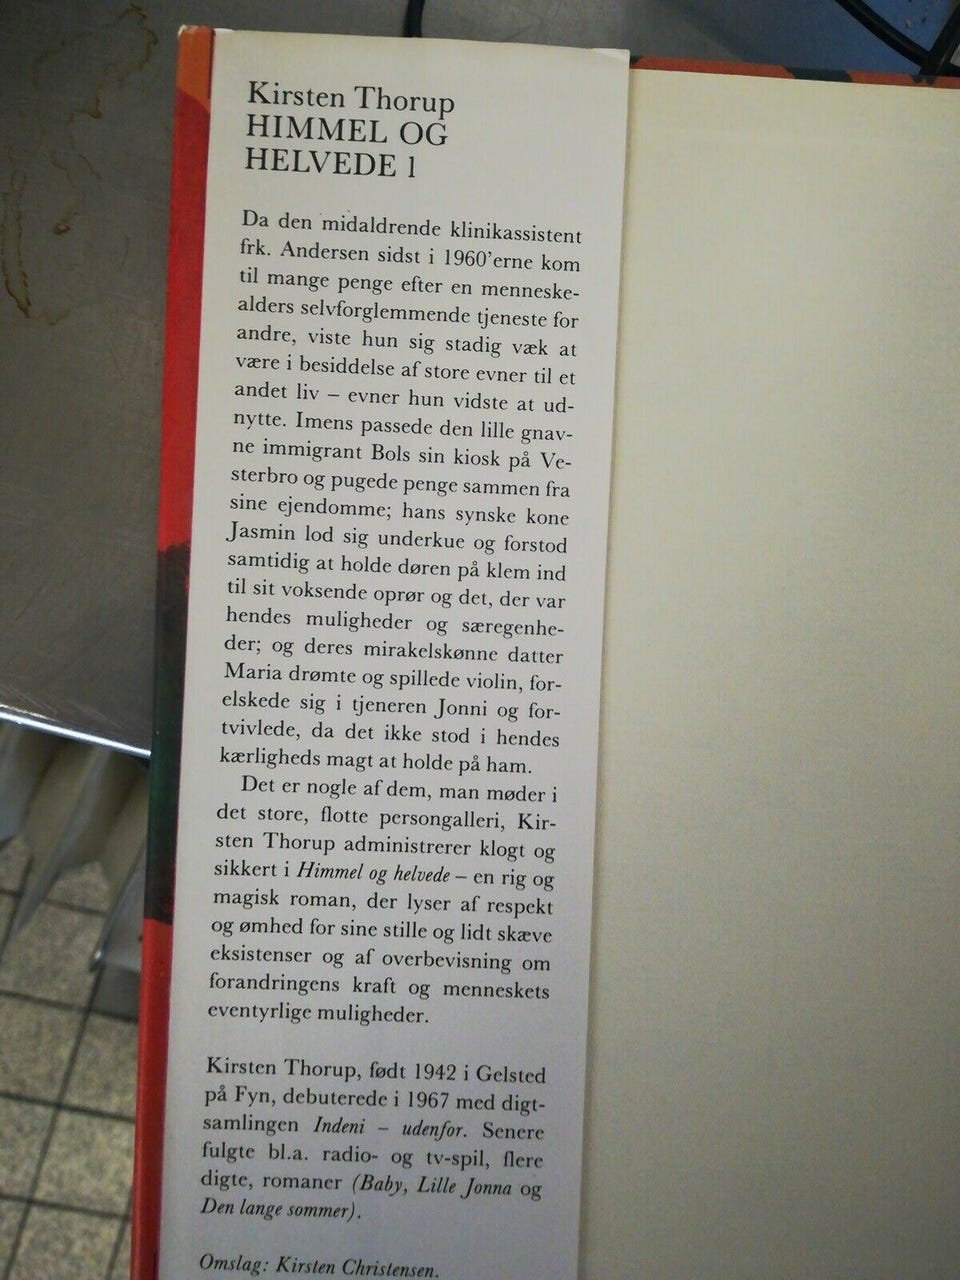 Kirsten Thorup
HIMMEL OG
HELVEDE 1
Da den midaldrende klinikassistent
frk. Andersen sidst i 1960'erne kom
til mange penge efter en menneske-
alders selvforglemmende tjeneste for
andre, viste hun sig stadig væk at
være i besiddelse af store evner til et
andet liv – evner hun vidste at ud-
nytte. Imens passede den lille gnav-
ne immigrant Bols sin kiosk på Ve-
sterbro og pugede penge sammen fra
sine ejendomme; hans synske kone
Jasmin lod sig underkue og forstod
samtidig at holde døren på klem ind
til sit voksende oprør og det, der var
hendes muligheder og særegenhe-
der; og deres mirakelskønne datter
Maria drømte og spillede violin, for-
elskede sig i tjeneren Jonni og for-
tvivlede, da det ikke stod i hendes
kærligheds magt at holde på ham.
Det er nogle af dem, man møder i
det store, flotte persongalleri, Kir-
sten Thorup administrerer klogt og
sikkert i Himmel og helvede – en rig og
magisk roman, der lyser af respekt
og ømhed for sine stille og lidt skæve
eksistenser og af overbevisning om
forandringens kraft og menneskets
eventyrlige muligheder.
Kirsten Thorup, født 1942 i Gelsted
på Fyn, debuterede i 1967 med digt-
samlingen Indeni – udenfor. Senere
fulgte bl.a. radio- og tv-spil, flere
digte, romaner (Baby, Lille Jonna og
Den lange sommer).
Omslag: Kirsten Christensen.